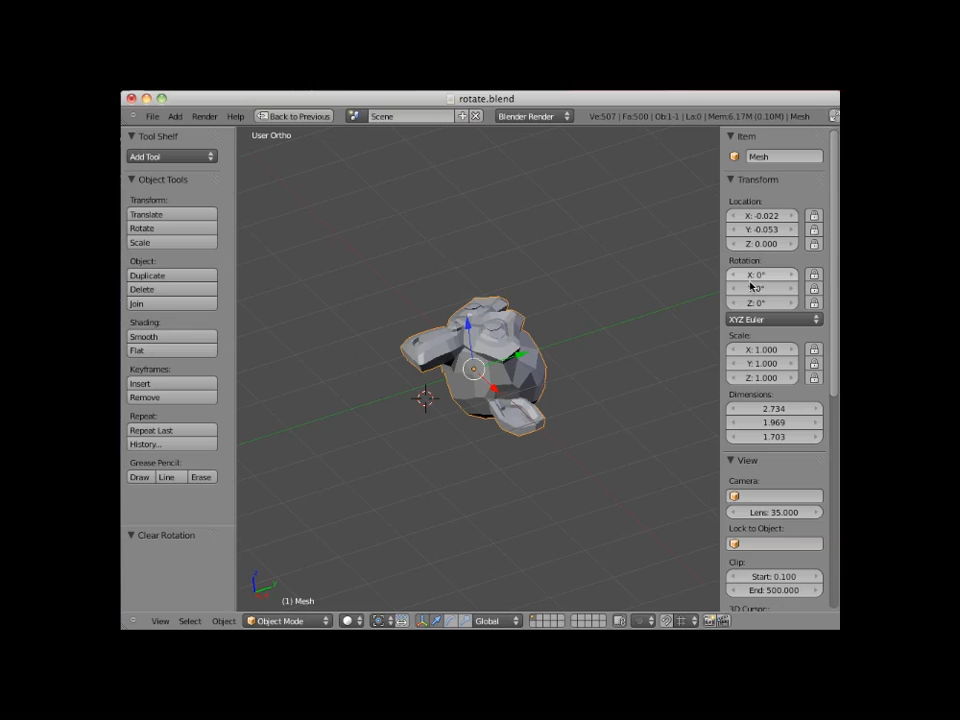 rotate.blend
File Add Render Help Back to Previous Scene Blender Render Ve:507 | Fa:500 | Ob:1-1 | La:0 | Mem:6.17M (0.10M) | Mesh
Tool Shelf
Add Tool
Object Tools
Transform:
Translate
Rotate
Scale
Object:
Duplicate
Delete
Join
Shading:
Smooth
Flat
Keyframes:
Insert
Remove
Repeat:
Repeat Last
History...
Grease Pencil:
Draw Line Erase
Clear Rotation
User Ortho
(1) Mesh
Item
Mesh
Transform
Location:
X: -0.022
Y: -0.053
Z: 0.000
Rotation:
X: 0°
0°
Z: 0°
XYZ Euler
Scale:
X: 1.000
Y: 1.000
Z: 1.000
Dimensions:
2.734
1.969
1.703
View
Camera:
Lens: 35.000
Lock to Object:
Clip:
Start: 0.100
End: 500.000
3D Cursor:
View Select Object Object Mode Global